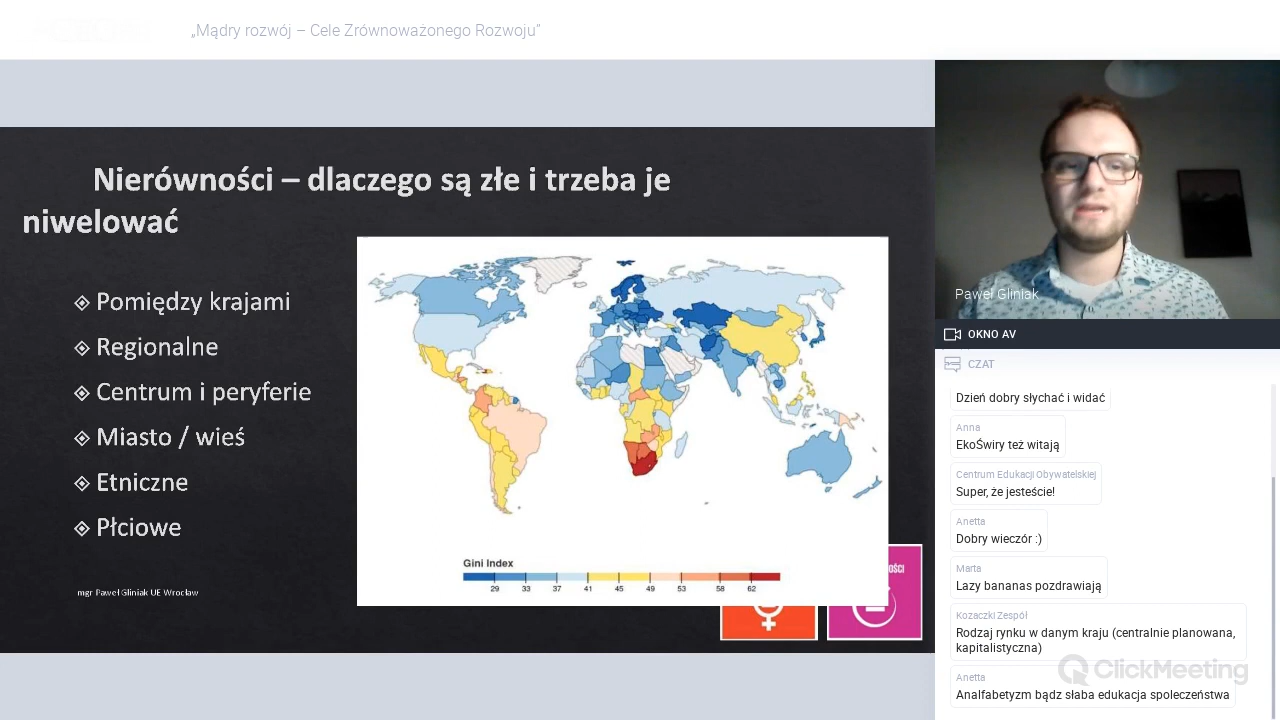 „Mądry rozwój – Cele Zrównoważonego Rozwoju”
Nierówności – dlaczego są złe i trzeba je
niwelować
Pomiędzy krajami
Regionalne
Centrum i peryferie
Miasto / wieś
Etniczne
Płciowe
mgr Paweł Gliniak UE Wrocław
Gini Index
29 33 37 41 45 49 53 58 62
Paweł Gliniak
OKNO AV
CZAT
Dzień dobry słychać i widać
Anna
EkoŚwiry też witają
Centrum Edukacji Obywatelskiej
Super, że jesteście!
Anetta
Dobry wieczór :)
Marta
Lazy bananas pozdrawiają
Kozaczki Zespół
Rodzaj rynku w danym kraju (centralnie planowana,
kapitalistyczna)
ClickMeeting
Anetta
Analfabetyzm bądz słaba edukacja spoleczeństwa